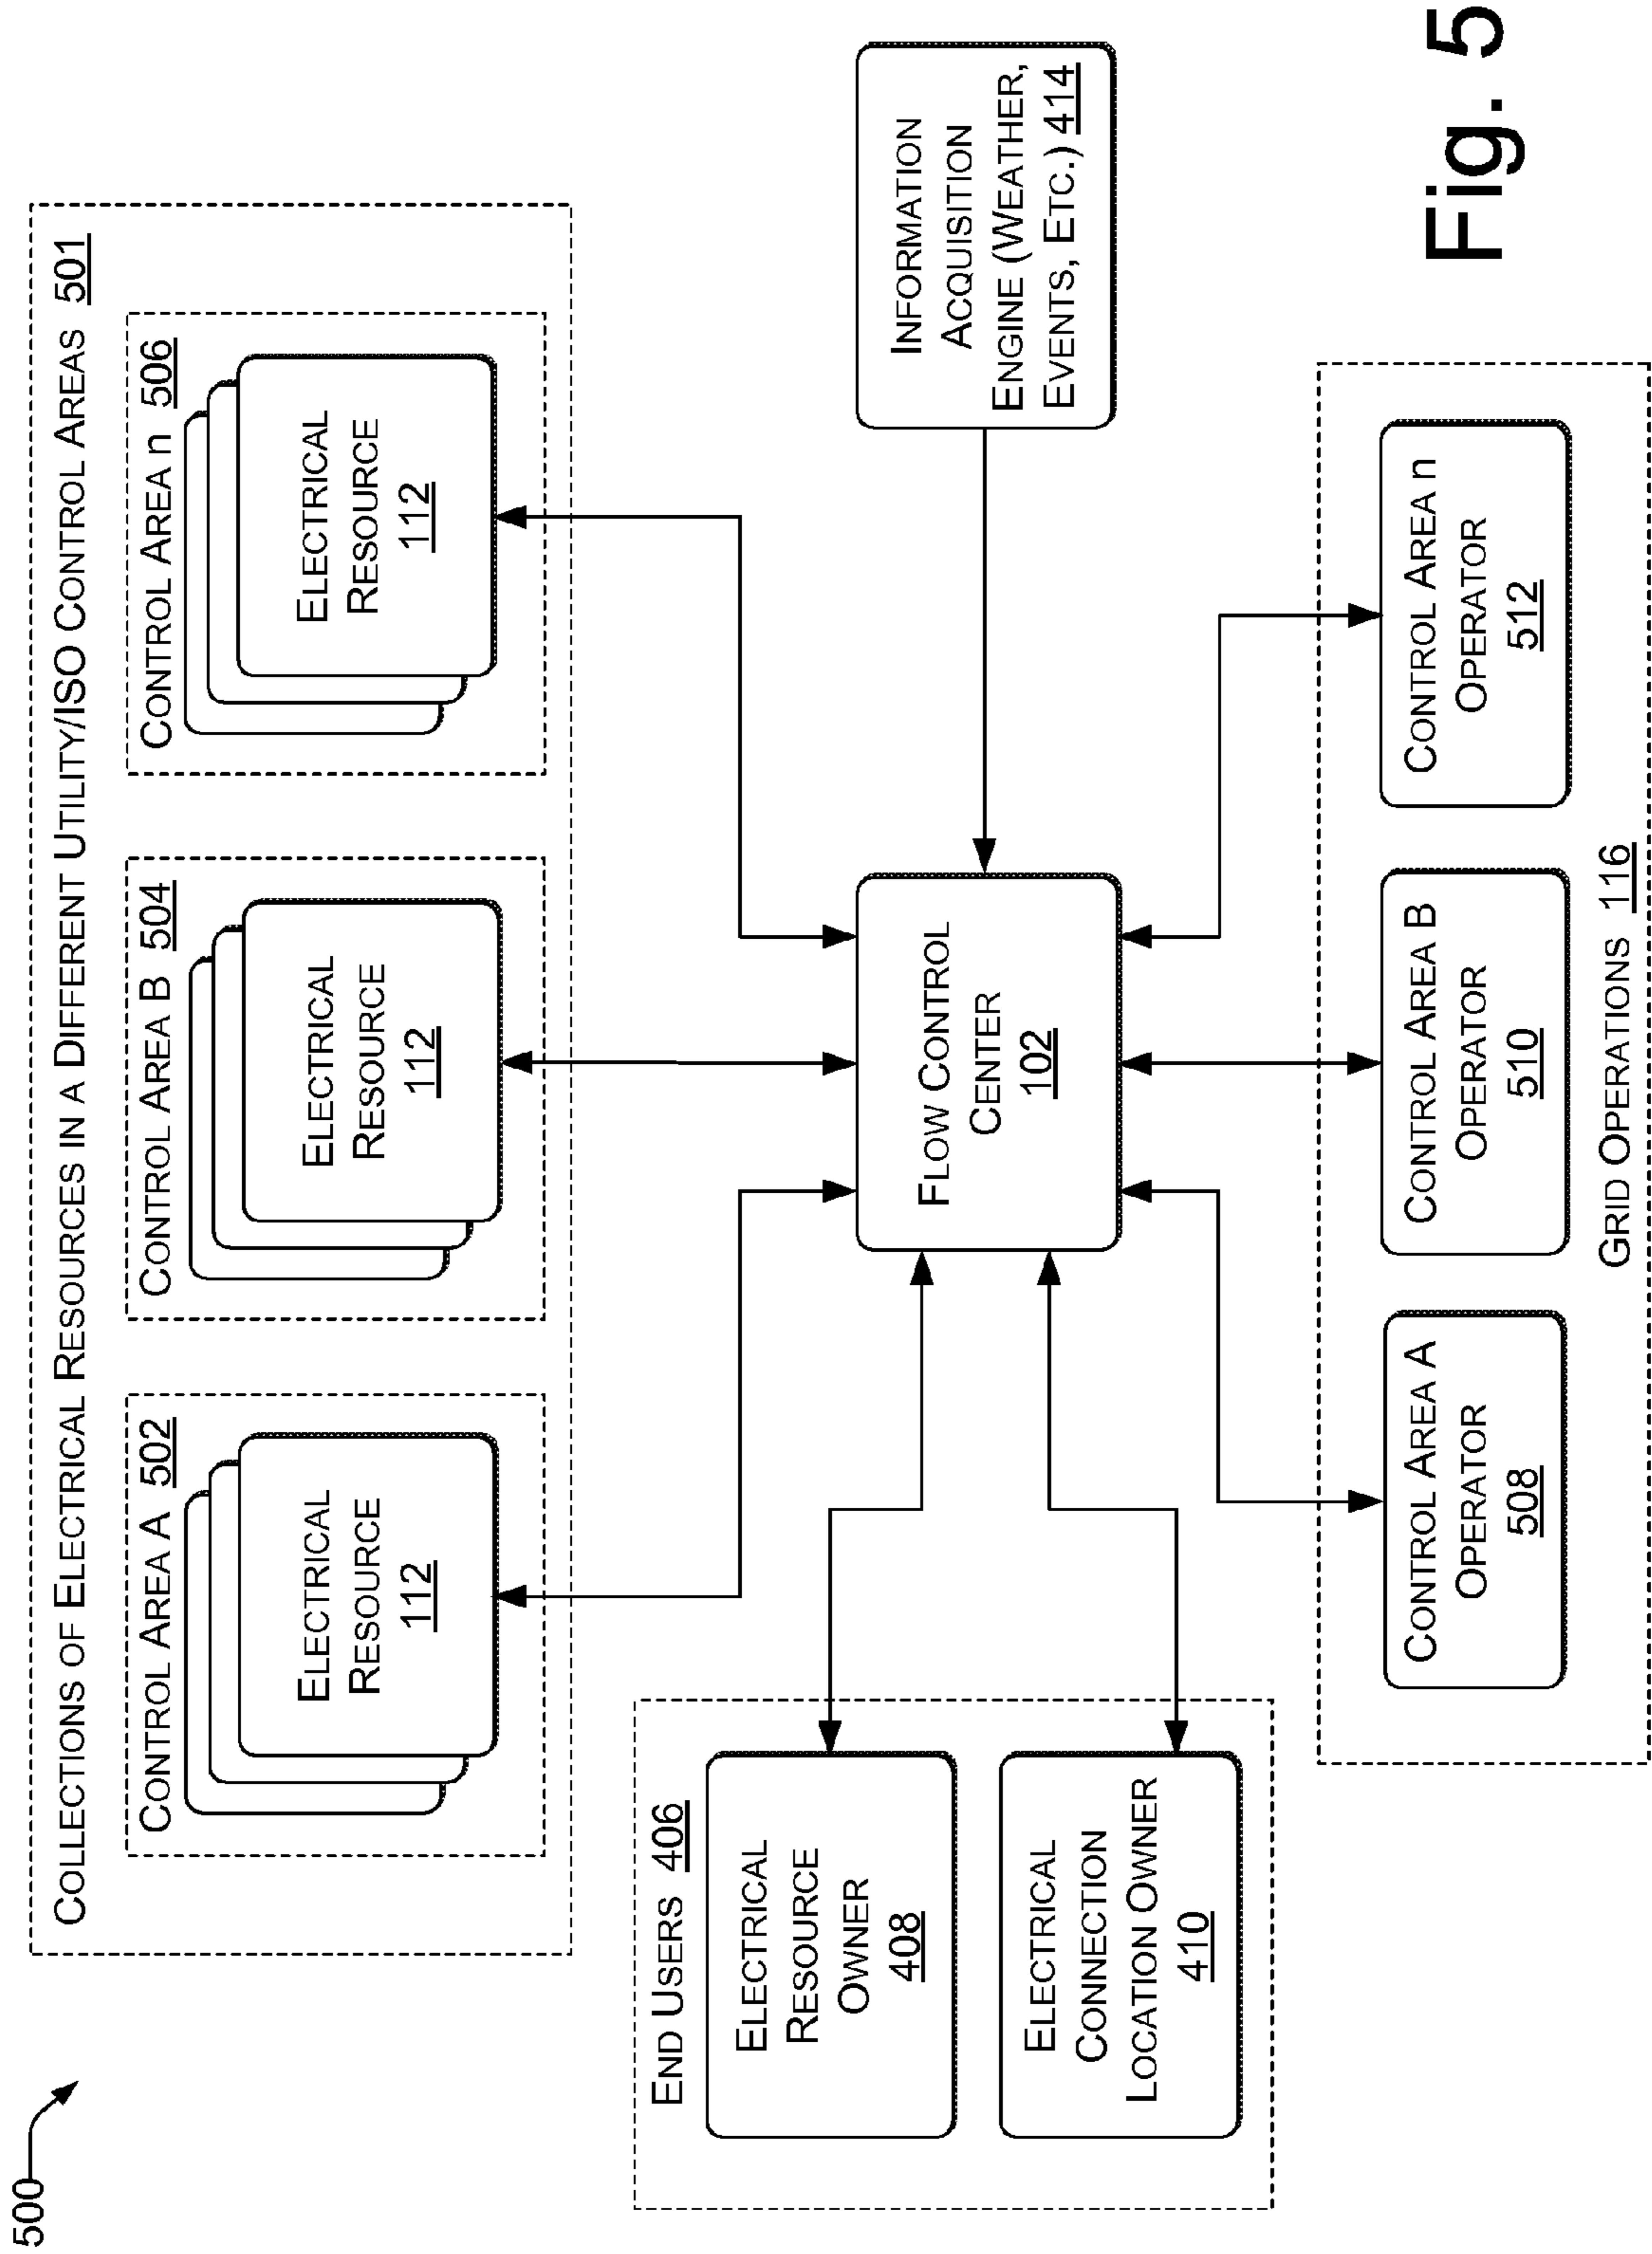 500
COLLECTIONS OF ELECTRICAL RESOURCES IN A DIFFERENT UTILITY/ISO CONTROL AREAS 501
CONTROL AREA A 502
ELECTRICAL
RESOURCE
112
CONTROL AREA B 504
ELECTRICAL
RESOURCE
112
CONTROL AREA n 506
ELECTRICAL
RESOURCE
112
END USERS 406
ELECTRICAL
RESOURCE
OWNER
408
ELECTRICAL
CONNECTION
LOCATION OWNER
410
FLOW CONTROL
CENTER
102
INFORMATION
ACQUISITION
ENGINE (WEATHER,
EVENTS, ETC.) 414
CONTROL AREA A
OPERATOR
508
CONTROL AREA B
OPERATOR
510
CONTROL AREA n
OPERATOR
512
GRID OPERATIONS 116
Fig. 5